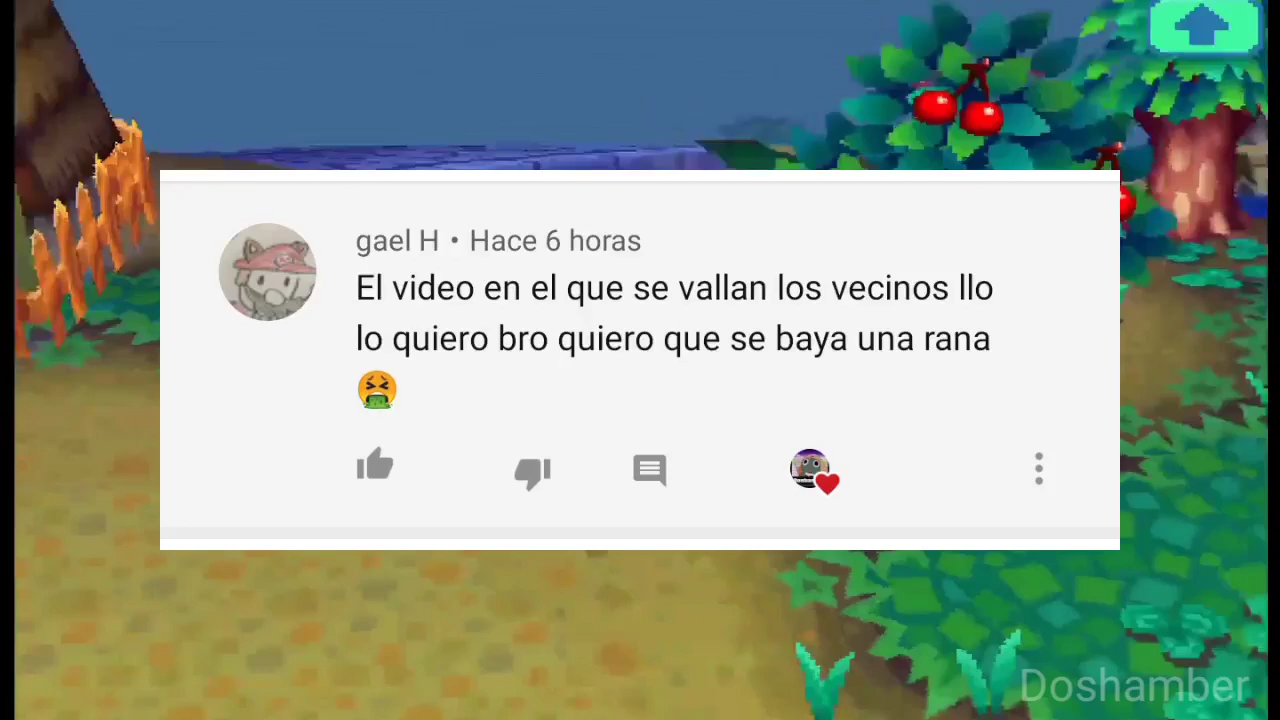 gael H • Hace 6 horas
El video en el que se vallan los vecinos llo
lo quiero bro quiero que se baya una rana
🤮
Doshamber